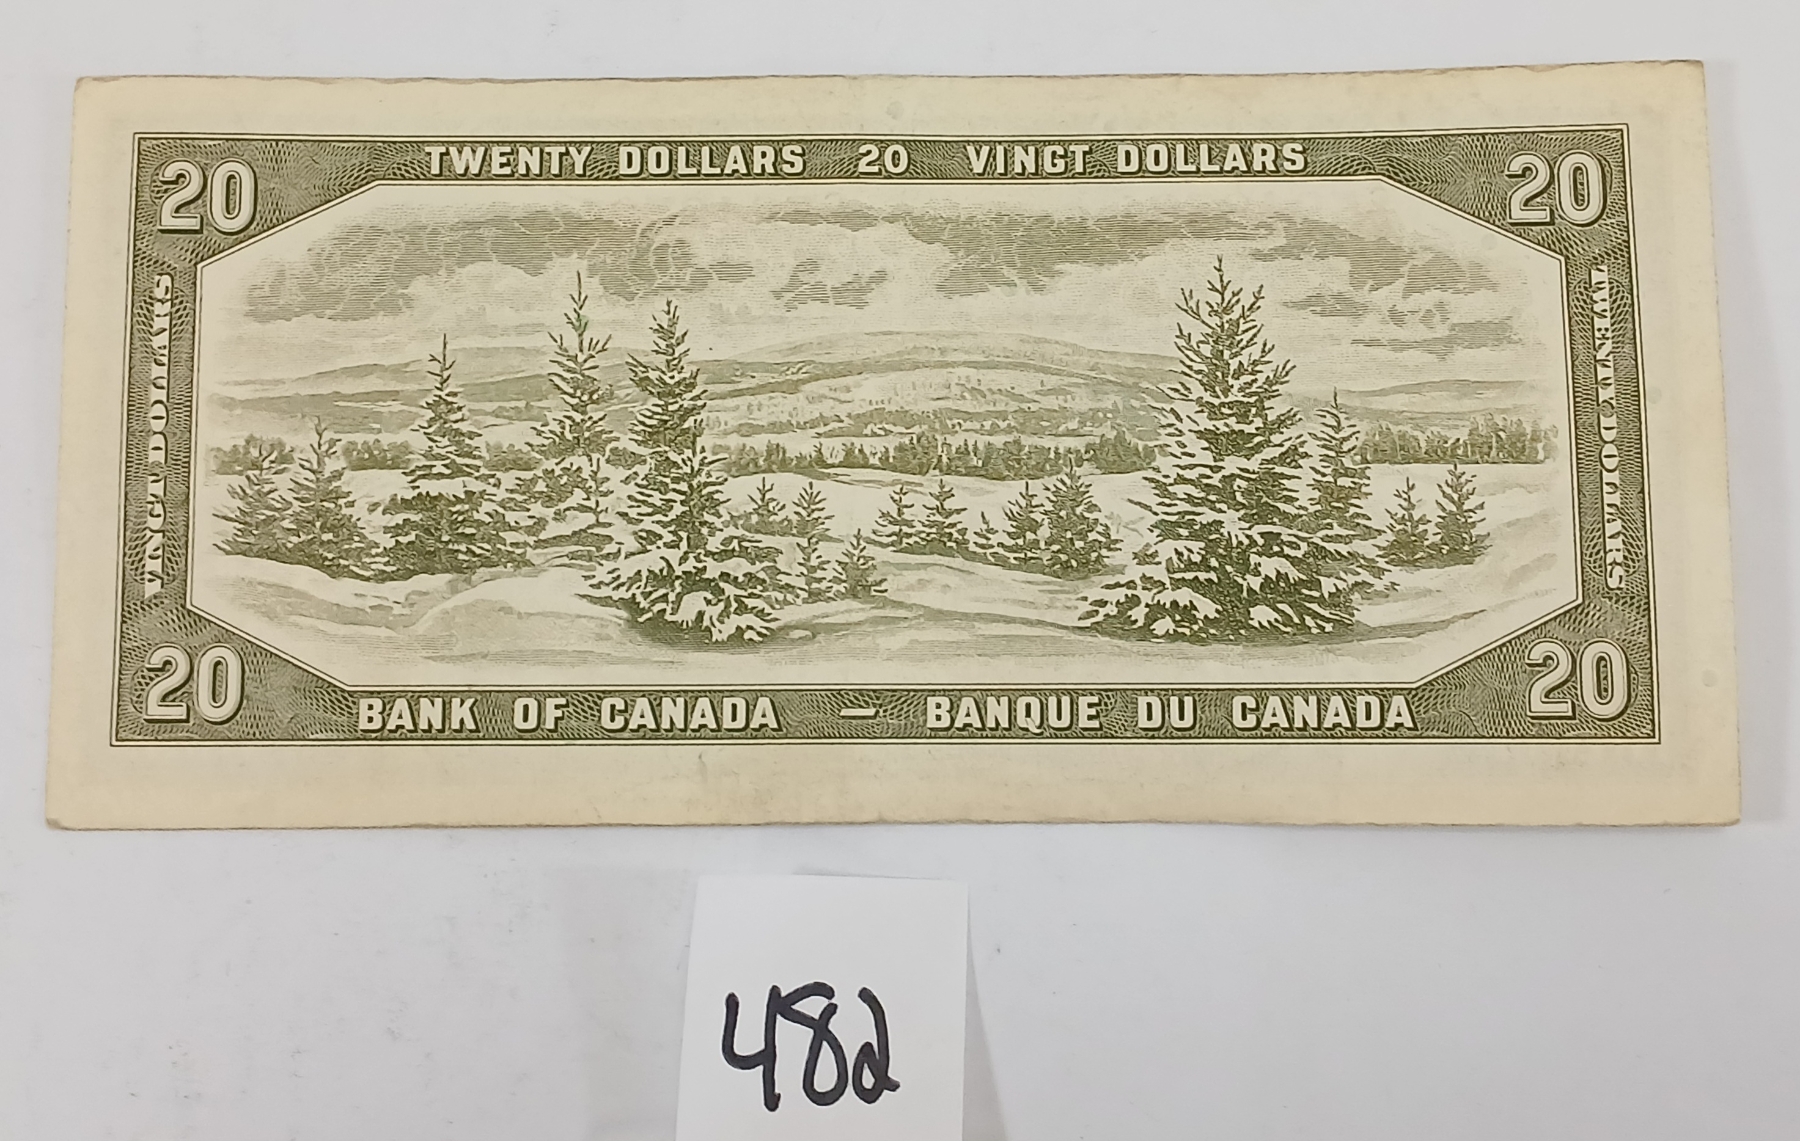 20 TWENTY DOLLARS 20 VINGT DOLLARS 20
VINGT DOLLARS
TWENTY DOLLARS
20 BANK OF CANADA — BANQUE DU CANADA 20
482